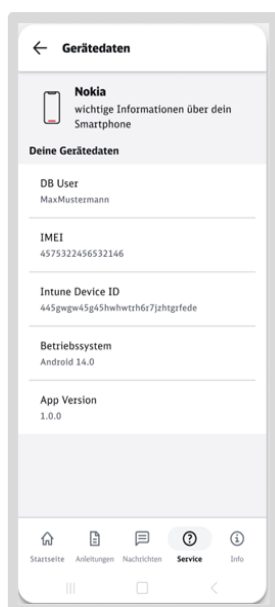 Gerätedaten
Nokia
wichtige Informationen über dein
Smartphone
Deine Gerätedaten
DB User
MaxMustermann
IMEI
4575322456532146
Intune Device ID
445gwgw45g45hwhwtrh6r7jzhtgrfede
Betriebssystem
Android 14.0
App Version
1.0.0
Startseite Anleitungen Nachrichten Service Info